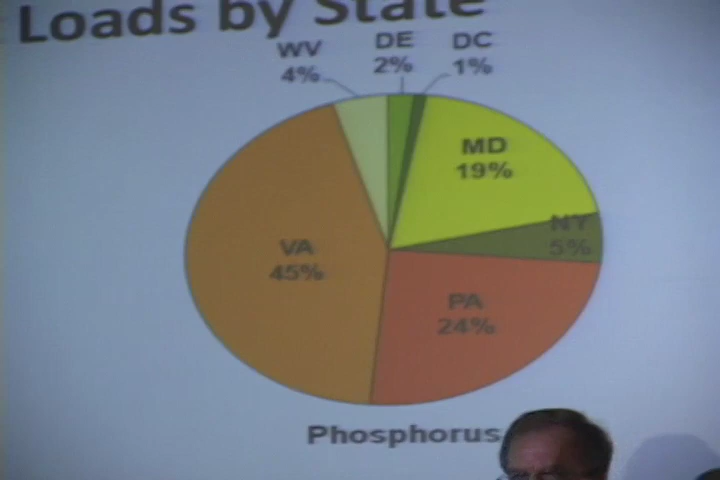 Loads by State
WV
4%
DE
2%
DC
1%
MD
19%
NY
5%
VA
45%
PA
24%
Phosphorus